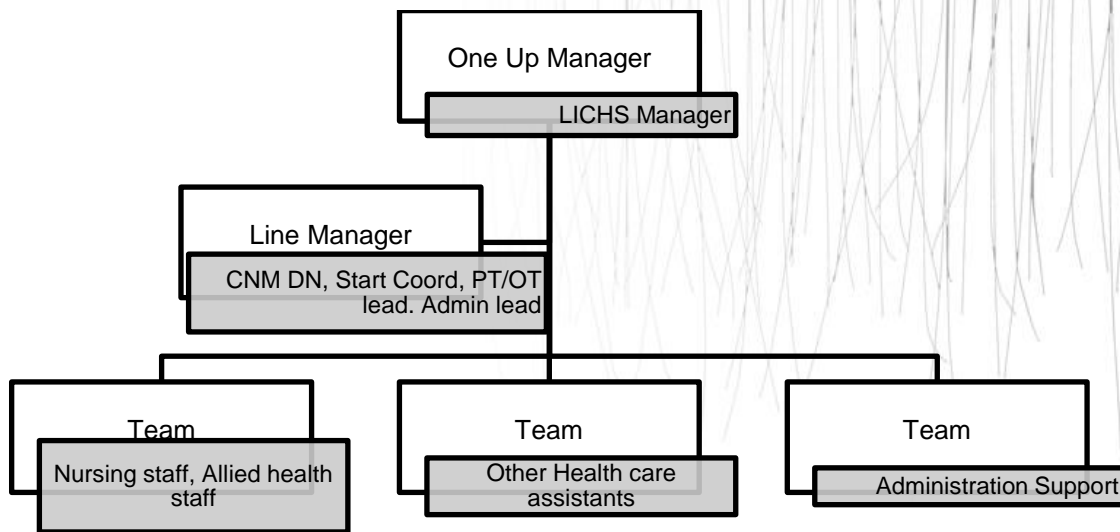 One Up Manager
LICHS Manager
Line Manager
CNM DN, Start Coord, PT/OT
lead. Admin lead
Team
Nursing staff, Allied health
staff
Team
Other Health care
assistants
Team
Administration Support